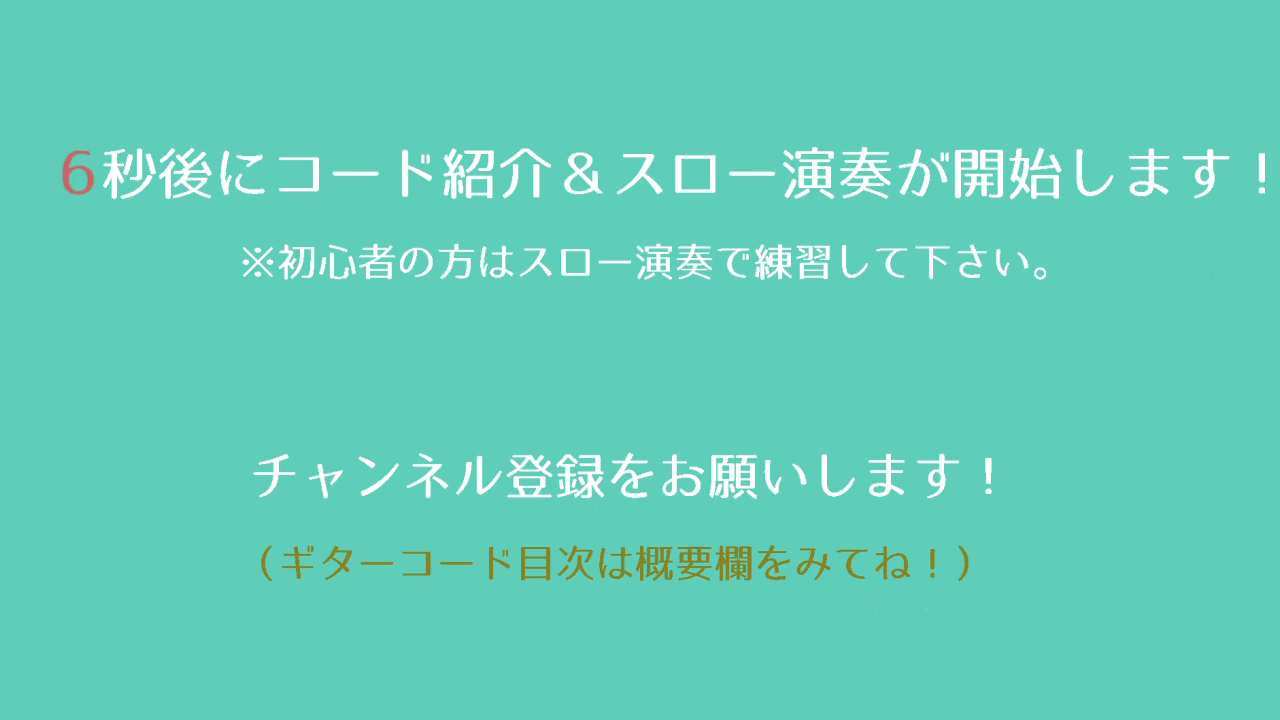 6秒後にコード紹介＆スロー演奏が開始します！
※初心者の方はスロー演奏で練習して下さい。
チャンネル登録をお願いします！
（ギターコード目次は概要欄をみてね！）